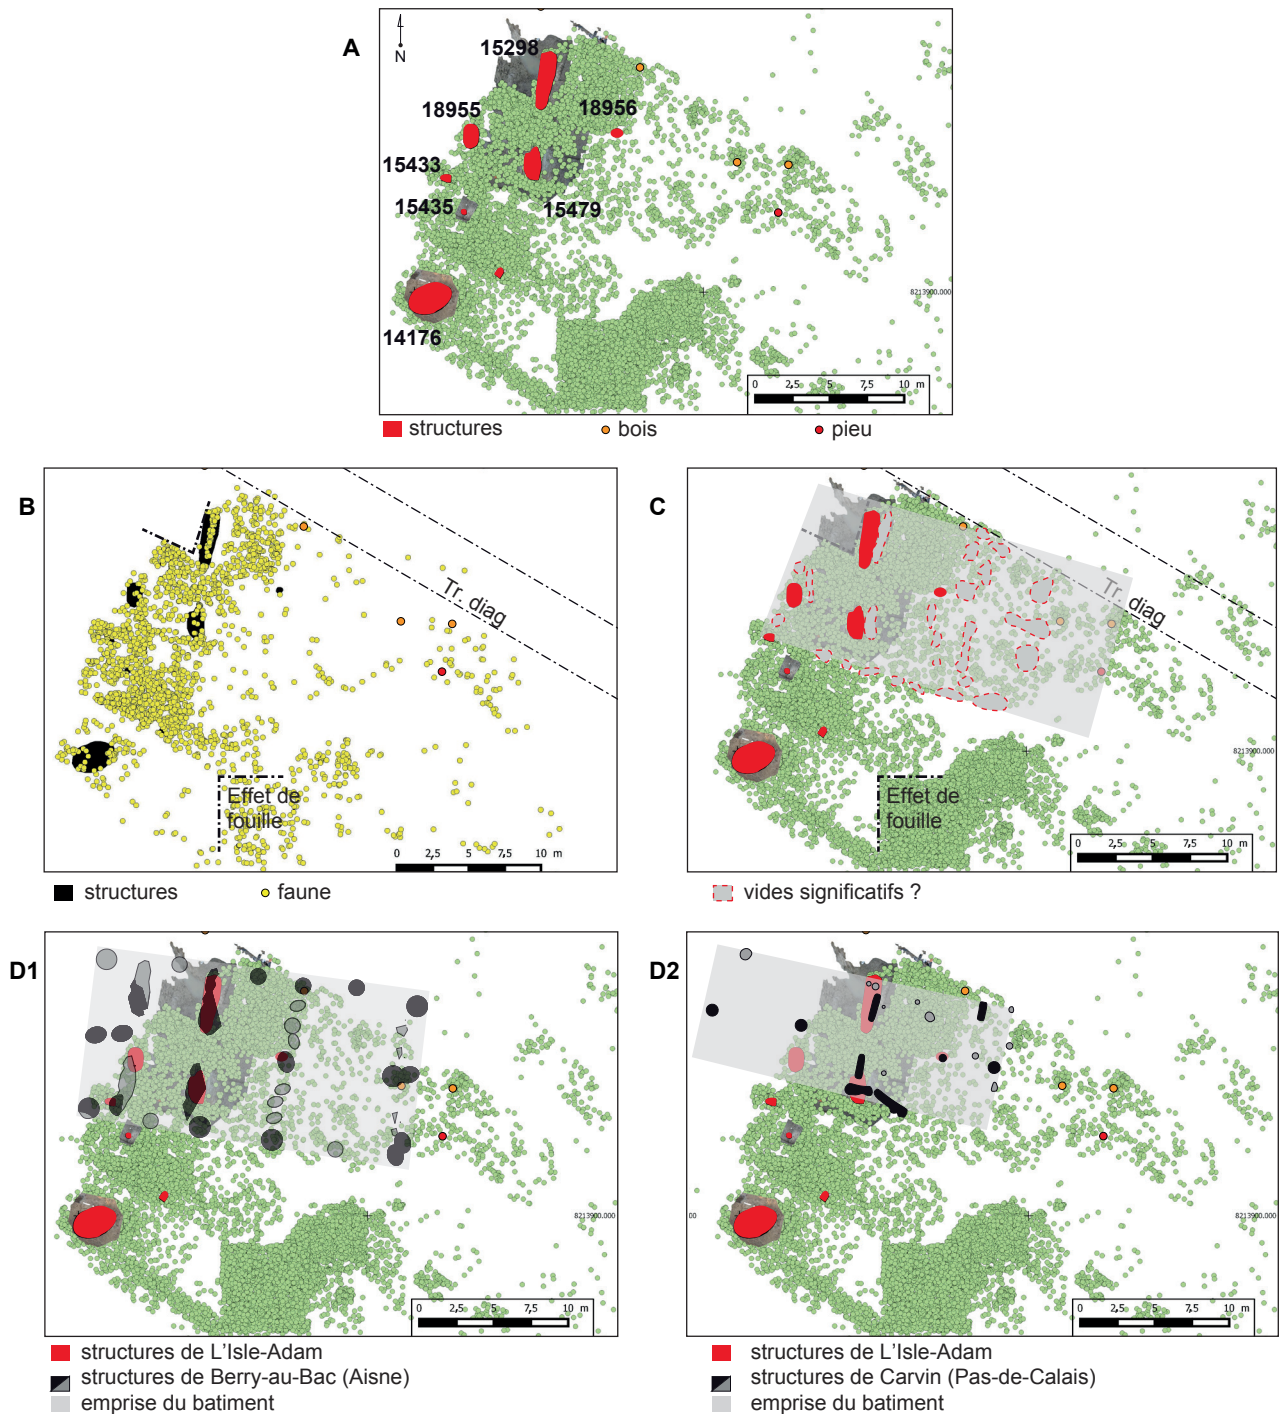 A
N
15298
18955
18956
15433
15435
15479
14176
8213900.000
0 2,5 5 7,5 10 m
structures
bois
pieu
B
Tr. diag
Effet de
fouille
0 2,5 5 7,5 10 m
structures
faune
C
Tr. diag
8213900.000
Effet de
fouille
0 2,5 5 7,5 10 m
vides significatifs ?
D1
8213900.000
0 2,5 5 7,5 10 m
structures de L'Isle-Adam
structures de Berry-au-Bac (Aisne)
emprise du batiment
D2
00
8213900.000
0 2,5 5 7,5 10 m
structures de L'Isle-Adam
structures de Carvin (Pas-de-Calais)
emprise du batiment